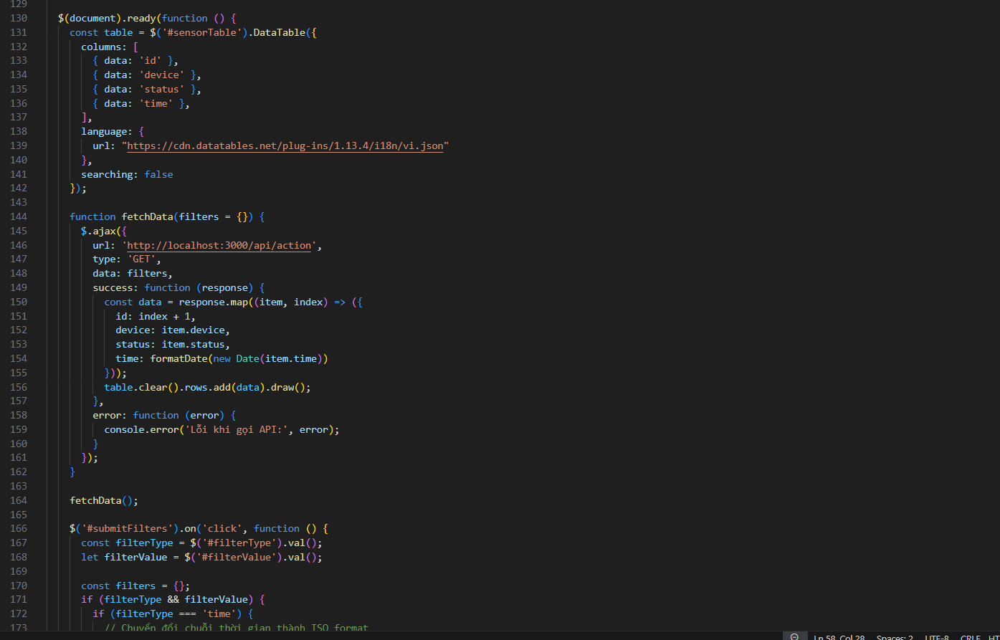 129
130 $(document).ready(function () {
131 const table = $('#sensorTable').DataTable({
132 columns: [
133 { data: 'id' },
134 { data: 'device' },
135 { data: 'status' },
136 { data: 'time' },
137 ],
138 language: {
139 url: "https://cdn.datatables.net/plug-ins/1.13.4/i18n/vi.json"
140 },
141 searching: false
142 });
143
144 function fetchData(filters = {}) {
145 $.ajax({
146 url: 'http://localhost:3000/api/action',
147 type: 'GET',
148 data: filters,
149 success: function (response) {
150 const data = response.map((item, index) => ({
151 id: index + 1,
152 device: item.device,
153 status: item.status,
154 time: formatDate(new Date(item.time))
155 }));
156 table.clear().rows.add(data).draw();
157 },
158 error: function (error) {
159 console.error('Lỗi khi gọi API:', error);
160 }
161 });
162 }
163
164 fetchData();
165
166 $('#submitFilters').on('click', function () {
167 const filterType = $('#filterType').val();
168 let filterValue = $('#filterValue').val();
169
170 const filters = {};
171 if (filterType && filterValue) {
172 if (filterType === 'time') {
173 // Chuyển đổi chuỗi thời gian thành ISO format
Ln 58, Col 28 Spaces: 2 UTF-8 CRLF HT